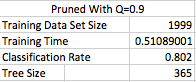 Pruned With Q=0.9
Training Data Set Size 1999
Training Time 0.51089001
Classification Rate 0.802
Tree Size 365